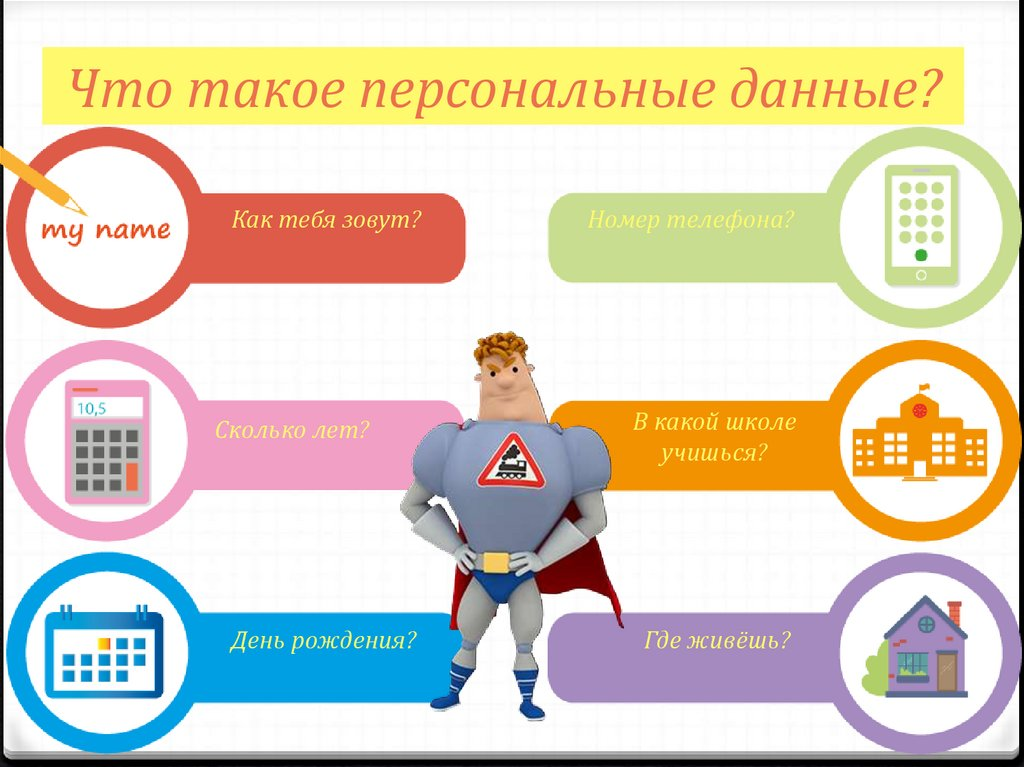 Что такое персональные данные?
my name
Как тебя зовут?
Номер телефона?
10,5
Сколько лет?
В какой школе
учишься?
День рождения?
Где живёшь?